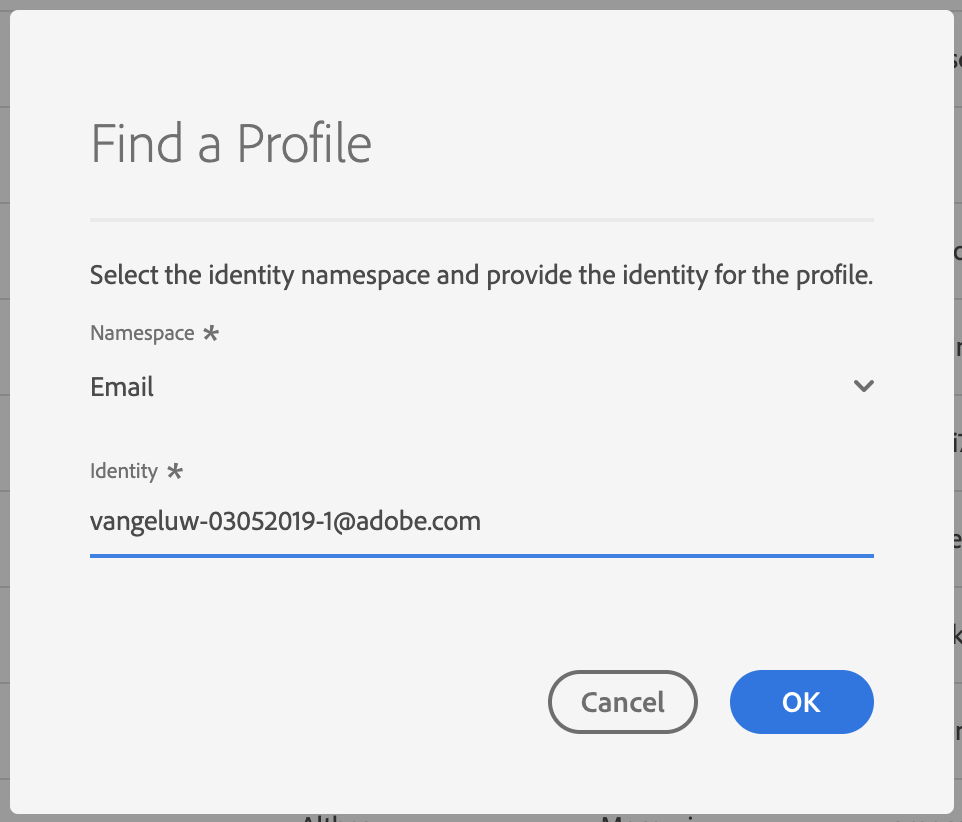 Find a Profile
Select the identity namespace and provide the identity for the profile.
Namespace *
Email
Identity *
vangeluw-03052019-1@adobe.com
Cancel
OK